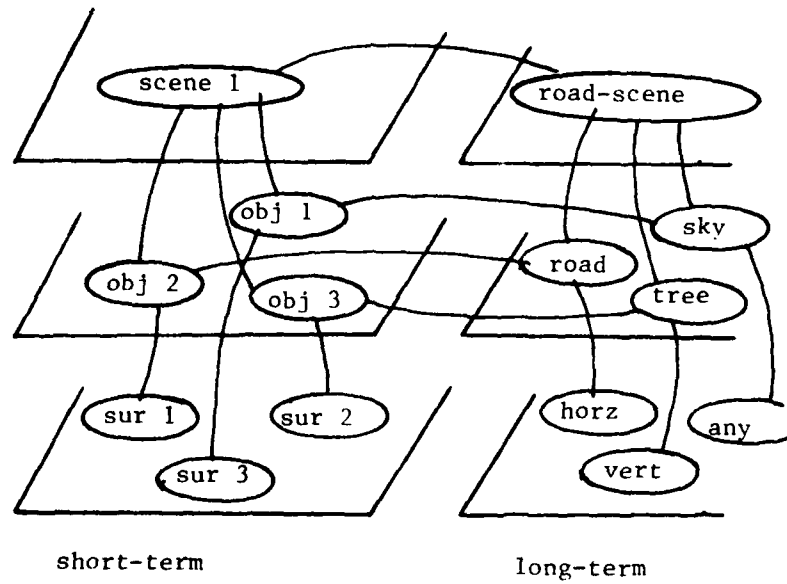 scene 1
road-scene
obj 1
sky
obj 2
road
obj 3
tree
sur 1
sur 2
horz
any
sur 3
vert
short-term
long-term